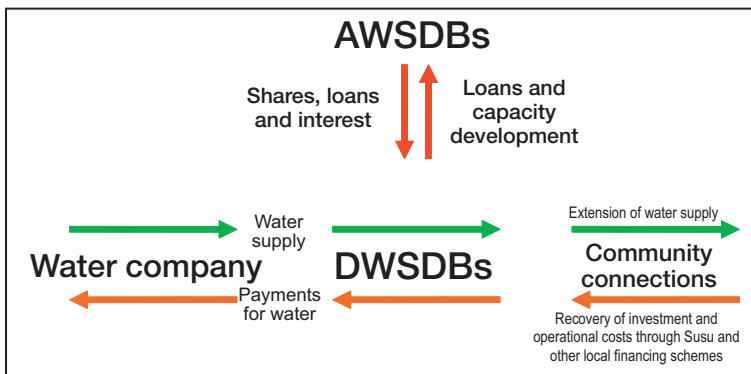 AWSDBs
Shares, loans
and interest
Loans and
capacity
development
Water
supply
Extension of water supply
Water company
DWSDBs
Community
connections
Payments
for water
Recovery of investment and
operational costs through Susu and
other local financing schemes